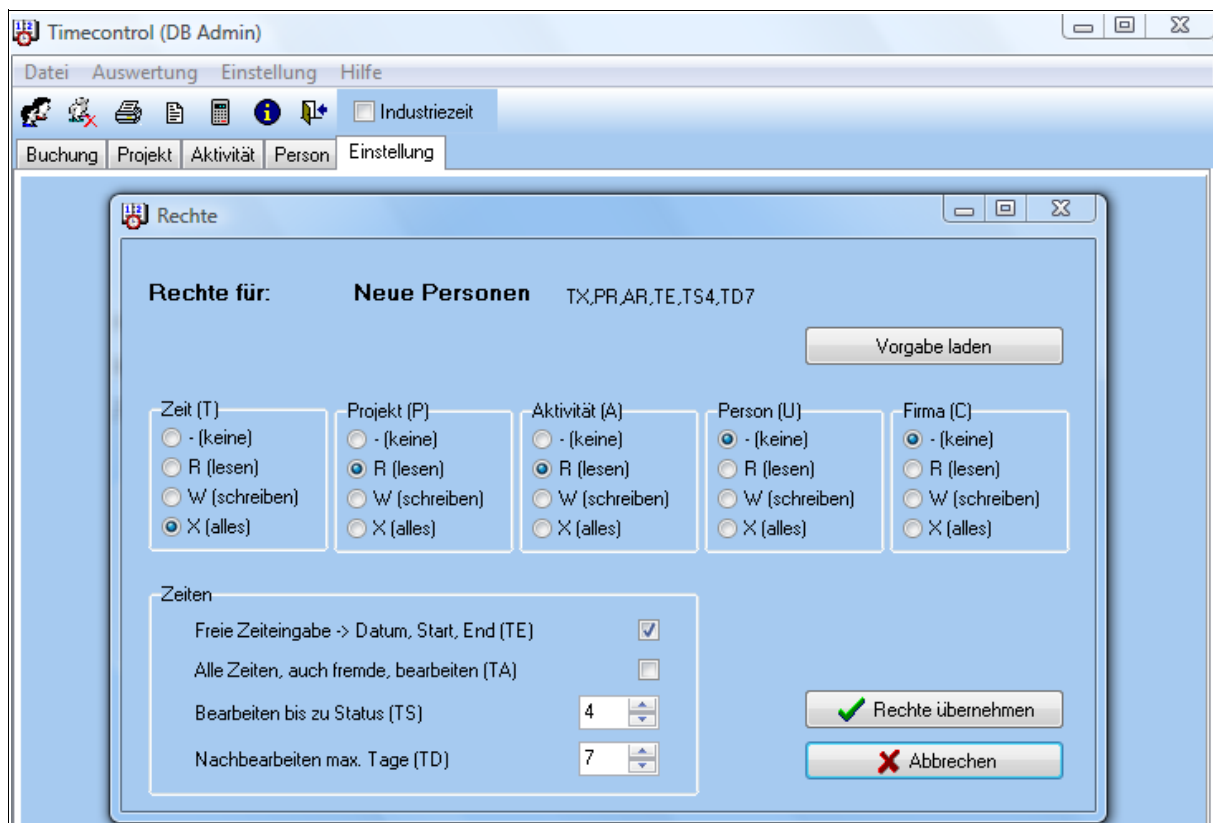 Timecontrol (DB Admin)
Datei Auswertung Einstellung Hilfe
Industriezeit
Buchung Projekt Aktivität Person Einstellung
Rechte
Rechte für: Neue Personen TX,PR,AR,TE,TS4,TD7
Vorgabe laden
Zeit (T) Projekt (P) Aktivität (A) Person (U) Firma (C)
- (keine) - (keine) - (keine) - (keine) - (keine)
R (lesen) R (lesen) R (lesen) R (lesen) R (lesen)
W (schreiben) W (schreiben) W (schreiben) W (schreiben) W (schreiben)
X (alles) X (alles) X (alles) X (alles) X (alles)
Zeiten
Freie Zeiteingabe -> Datum, Start, End (TE)
Alle Zeiten, auch fremde, bearbeiten (TA)
Bearbeiten bis zu Status (TS) 4 Rechte übernehmen
Nachbearbeiten max. Tage (TD) 7 Abbrechen